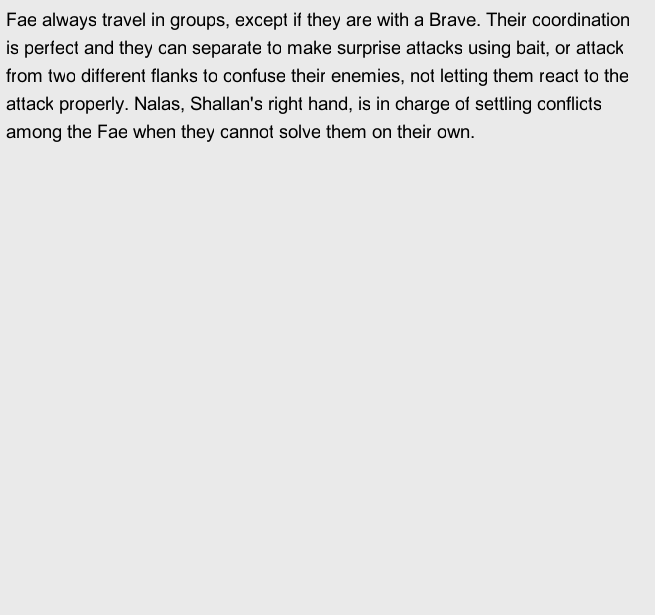 Fae always travel in groups, except if they are with a Brave. Their coordination
is perfect and they can separate to make surprise attacks using bait, or attack
from two different flanks to confuse their enemies, not letting them react to the
attack properly. Nalas, Shallan's right hand, is in charge of settling conflicts
among the Fae when they cannot solve them on their own.